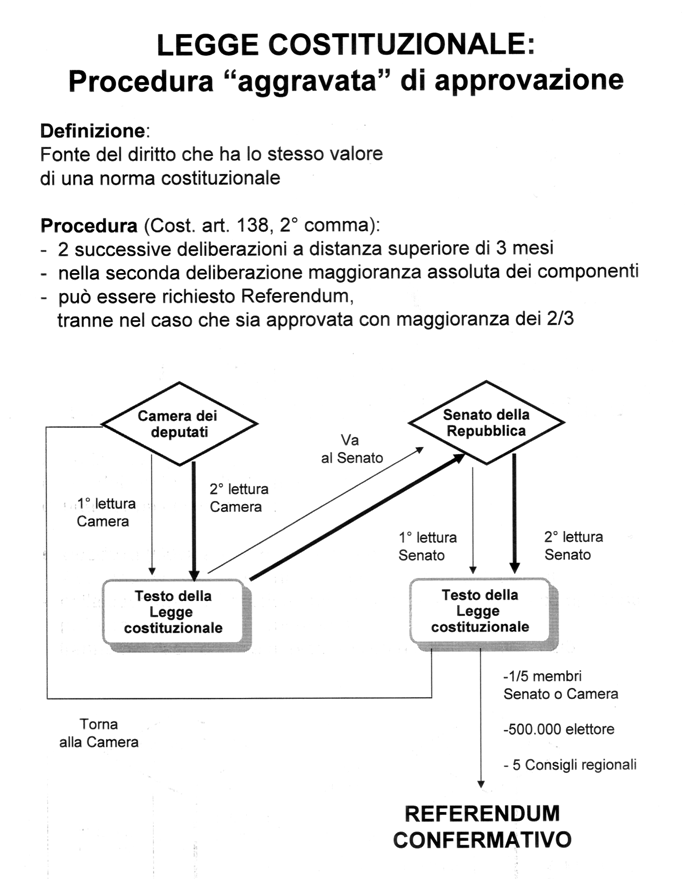 LEGGE COSTITUZIONALE:
Procedura “aggravata” di approvazione
Definizione:
Fonte del diritto che ha lo stesso valore
di una norma costituzionale
Procedura (Cost. art. 138, 2° comma):
- 2 successive deliberazioni a distanza superiore di 3 mesi
- nella seconda deliberazione maggioranza assoluta dei componenti
- può essere richiesto Referendum,
tranne nel caso che sia approvata con maggioranza dei 2/3
Camera dei
deputati
Senato della
Repubblica
Va
al Senato
1° lettura
Camera
2° lettura
Camera
1° lettura
Senato
2° lettura
Senato
Testo della
Legge
costituzionale
Testo della
Legge
costituzionale
Torna
alla Camera
-1/5 membri
Senato o Camera
-500.000 elettore
- 5 Consigli regionali
REFERENDUM
CONFERMATIVO